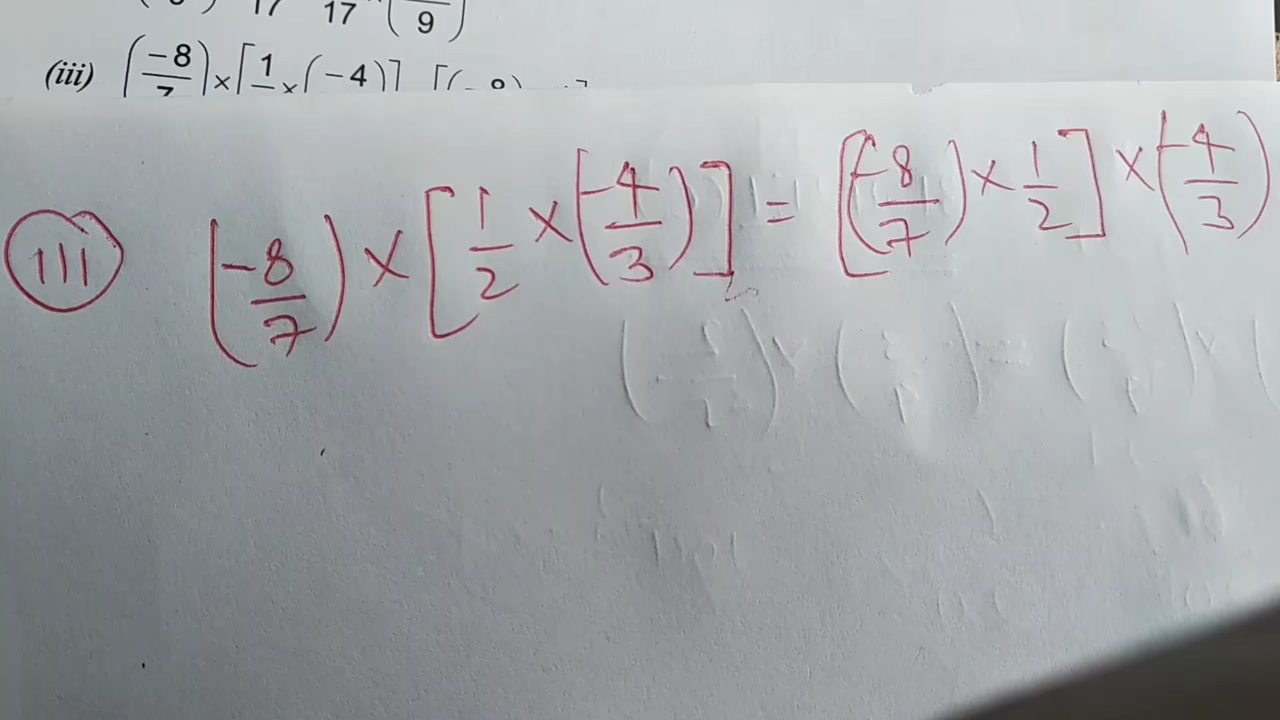 17 17 ( 9 )
(iii) (-8/7) × [1 × (-4)] [(-8)
(III) (-8/7) × [1/2 × (-4/3)] = [(-8/7) × 1/2] × (-4/3)